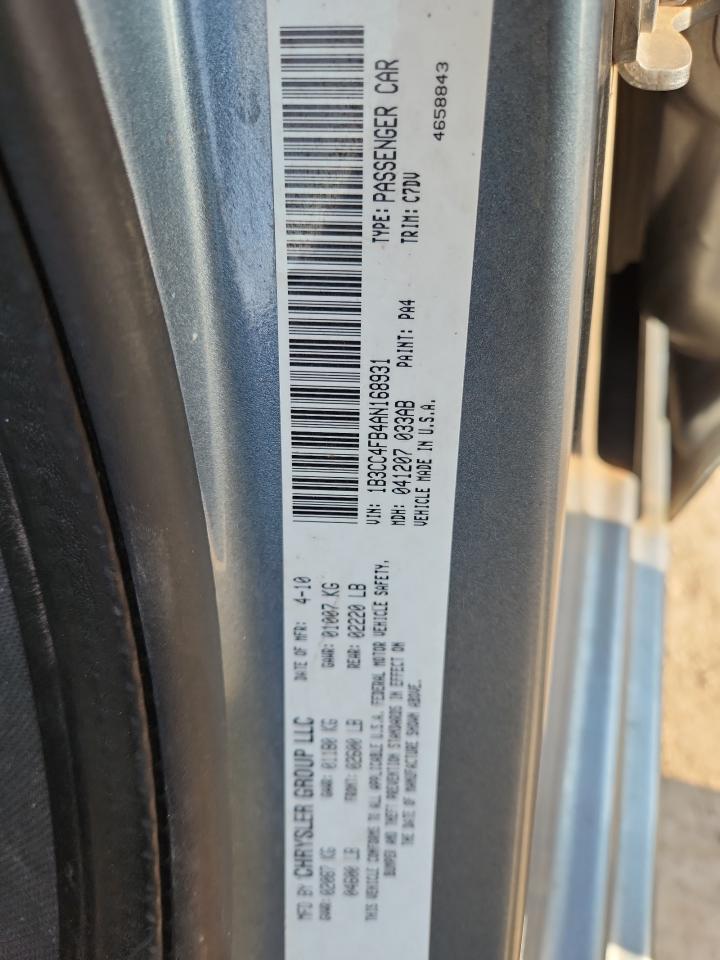 MFD BY CHRYSLER GROUP LLC DATE OF MFR: 4-10
GVWR: 02087 KG GAWR: 01180 KG GAWR: 01007 KG
04600 LB FRONT: 02600 LB REAR: 02220 LB
THIS VEHICLE CONFORMS TO ALL APPLICABLE U.S.A. FEDERAL MOTOR VEHICLE SAFETY,
BUMPER AND THEFT PREVENTION STANDARDS IN EFFECT ON
THE DATE OF MANUFACTURE SHOWN ABOVE.
VIN: 1B3CC4FB4AN168931 TYPE: PASSENGER CAR
MDH: 041207 033AB PAINT: PA4 TRIM: C7DV
VEHICLE MADE IN U.S.A. 4658843